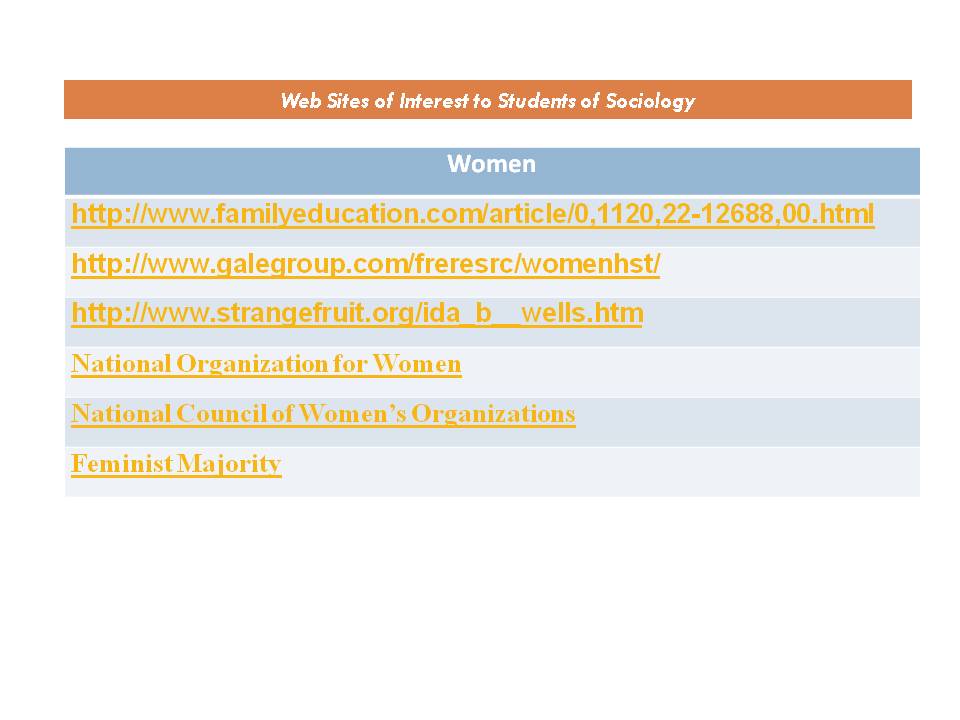 Web Sites of Interest to Students of Sociology
Women
http://www.familyeducation.com/article/0,1120,22-12688,00.html
http://www.galegroup.com/freresrc/womenhst/
http://www.strangefruit.org/ida_b__wells.htm
National Organization for Women
National Council of Women’s Organizations
Feminist Majority